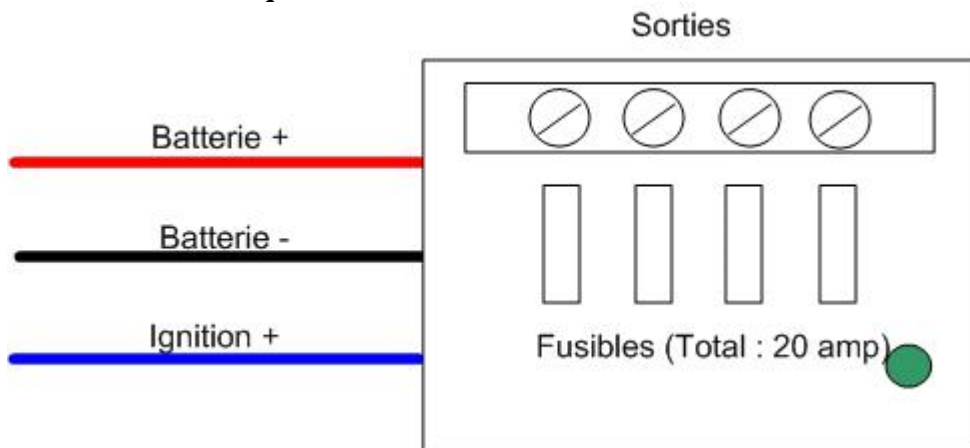 Sorties
Batterie +
Batterie -
Ignition +
Fusibles (Total : 20 amp)